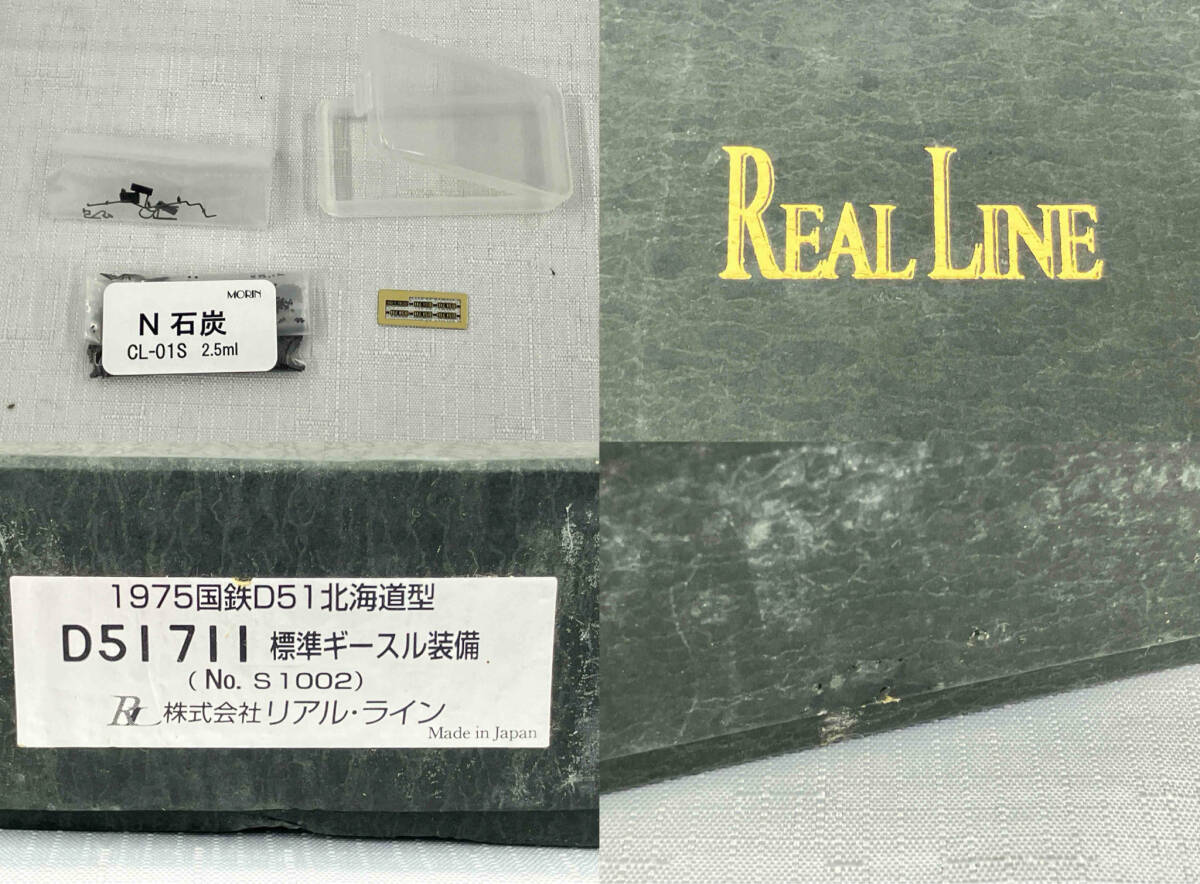 MORIN
N 石炭
CL-01S 2.5ml
REAL LINE
1975国鉄D51北海道型
D51711 標準ギースル装備
(No. S1002)
RL 株式会社リアル・ライン
Made in Japan